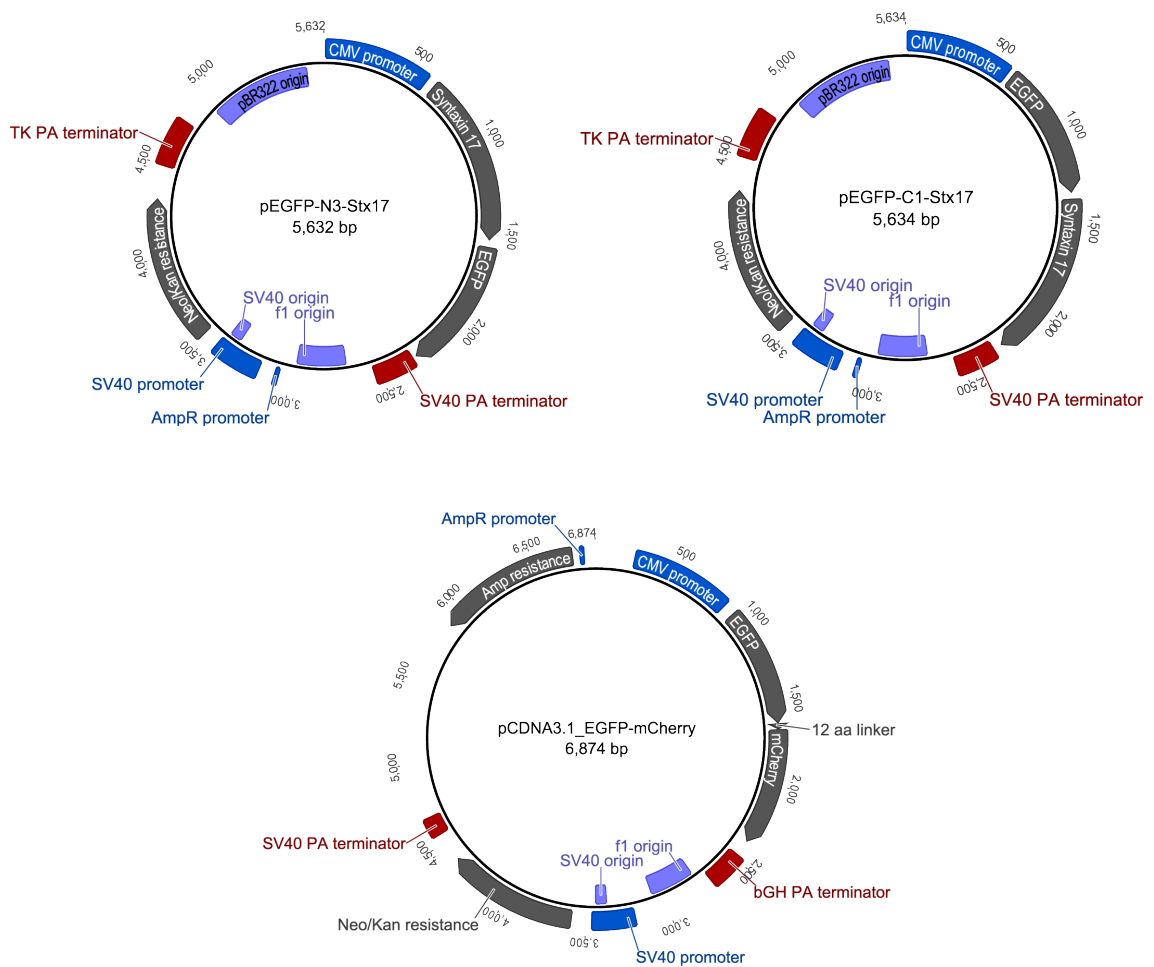 5,632
CMV promoter
500
Syntaxin 17
1,000
1,500
EGFP
2,000
SV40 PA terminator
2,500
f1 origin
3,000
AmpR promoter
SV40 origin
SV40 promoter
3,500
Neo/Kan resistance
4,000
4,500
TK PA terminator
5,000
pBR322 origin
pEGFP-N3-Stx17
5,632 bp
5,634
CMV promoter
500
EGFP
1,000
Syntaxin 17
1,500
2,000
SV40 PA terminator
2,500
f1 origin
3,000
AmpR promoter
SV40 origin
SV40 promoter
3,500
Neo/Kan resistance
4,000
4,500
TK PA terminator
5,000
pBR322 origin
pEGFP-C1-Stx17
5,634 bp
AmpR promoter
6,874
CMV promoter
500
1,000
EGFP
1,500
12 aa linker
mCherry
2,000
2,500
bGH PA terminator
f1 origin
3,000
SV40 origin
SV40 promoter
3,500
Neo/Kan resistance
4,000
4,500
SV40 PA terminator
5,000
5,500
6,000
Amp resistance
6,500
pCDNA3.1_EGFP-mCherry
6,874 bp